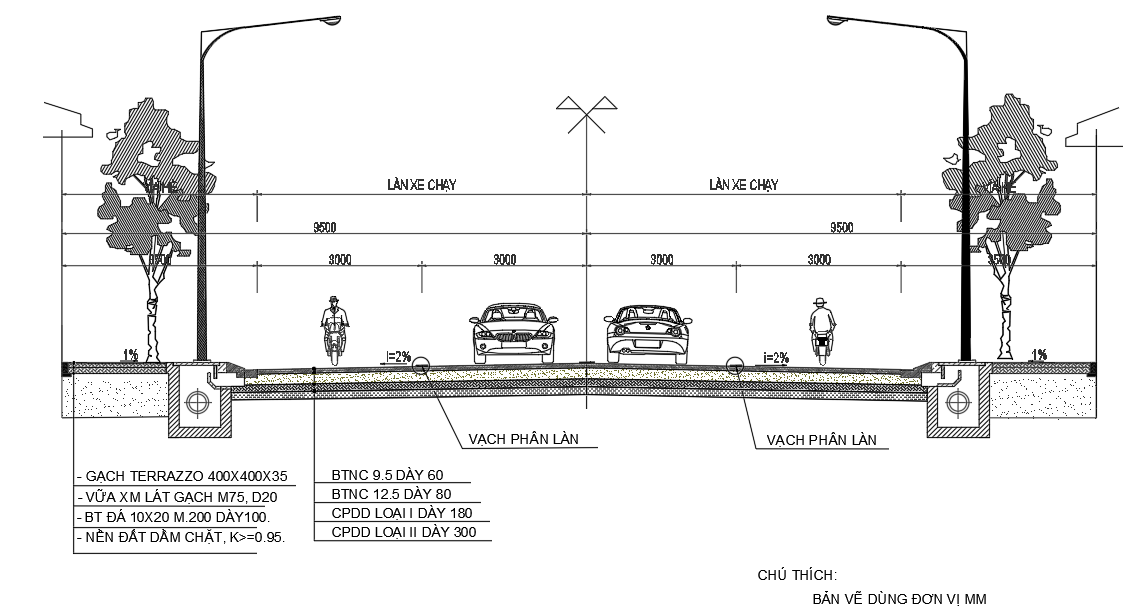 LÀN XE CHẠY LÀN XE CHẠY
9500 9500
3500 3000 3000 3000 3000 3500
1% i=2% i=2% 1%
VẠCH PHÂN LÀN VẠCH PHÂN LÀN
- GẠCH TERRAZZO 400X400X35
- VỮA XM LÁT GẠCH M75, D20
- BT ĐÁ 10X20 M.200 DÀY100.
- NỀN ĐẤT DẦM CHẶT, K>=0.95.
BTNC 9.5 DÀY 60
BTNC 12.5 DÀY 80
CPDD LOẠI I DÀY 180
CPDD LOẠI II DÀY 300
CHÚ THÍCH:
BẢN VẼ DÙNG ĐƠN VỊ MM